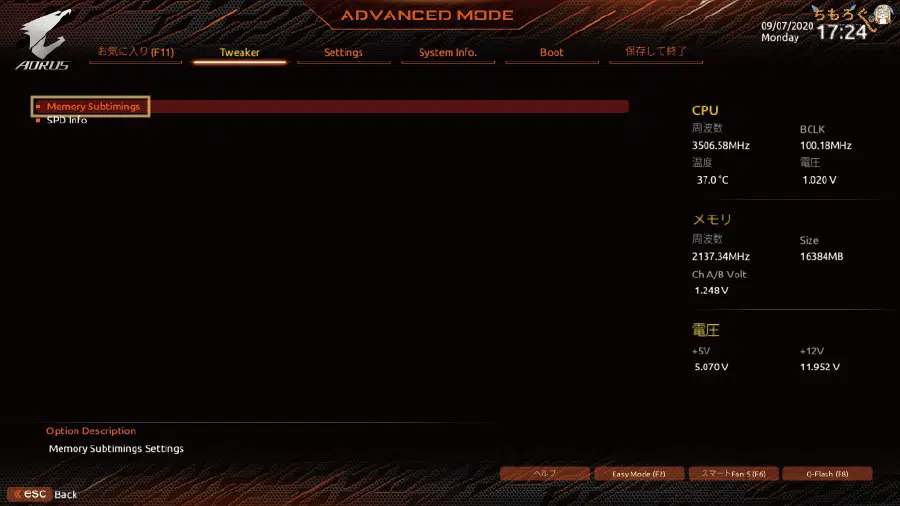 ADVANCED MODE
ちもろぐ
09/07/2020
Monday
17:24
AORUS
お気に入り (F11)
Tweaker
Settings
System Info.
Boot
保存して終了
Memory Subtimings
SPD Info
CPU
周波数
BCLK
3506.58MHz
100.18MHz
温度
電圧
37.0 °C
1.020 V
メモリ
周波数
Size
2137.34MHz
16384MB
Ch A/B Volt
1.248 V
電圧
+5V
+12V
5.070 V
11.952 V
Option Description
Memory Subtimings Settings
ヘルプ
Easy Mode (F2)
スマート Fan 5 (F6)
Q-Flash (F8)
esc Back